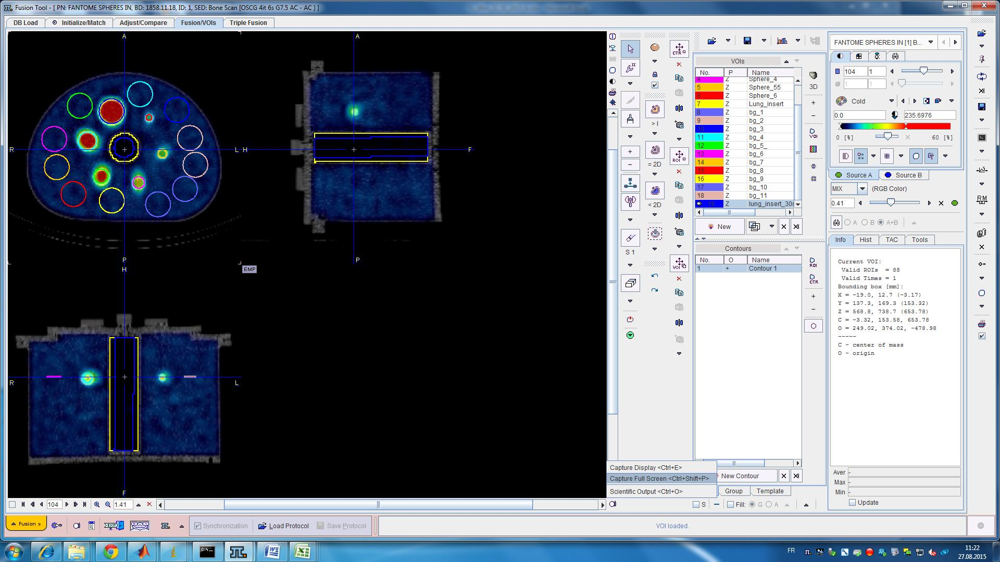 Fusion Tool - [ PN: FANTOME SPHERES IN, BD: 1858.11.18, ID: 1, SED: Bone Scan [OSCG 4it 6s G7.5 AC - AC ] ]
DB Load
Initialize/Match
Adjust/Compare
Fusion/VOIs
Triple Fusion
A
R
L
P
A
H
F
P
H
R
L
F
EMP
CTR
> I
ROI
= 2D
< 2D
S 1
VOI
VOIs
No. P Name
4 Z Sphere_4
5 Z Sphere_55
6 Z Sphere_6
7 Z Lung_insert
8 Z bg_1
9 Z bg_2
10 Z bg_3
11 Z bg_4
12 Z bg_5_
13 Z bg_6
14 Z bg_7
15 Z bg_8
16 Z bg_9
17 Z bg_10
18 Z bg_11
19 Z lung_insert_30
New
3D
VOI
Contours
No. O Name
1 + Contour 1
ROI
CTR
New Contour
Group
Template
S
Fill: G A
Capture Display <Ctrl+E>
Capture Full Screen <Ctrl+Shift+P>
Scientific Output <Ctrl+O>
FANTOME SPHERES IN [1] B...
104 1
1 1
Cold
0.0 235.6976
0 [%] 60 [%]
Source A
Source B
MIX (RGB Color)
0.41
A B A+B
Info
Hist
TAC
Tools
Current VOI:
Valid ROIs = 88
Valid Times = 1
Bounding box [mm]:
X = -19.0, 12.7 (-3.17)
Y = 137.3, 169.3 (153.32)
Z = 568.8, 738.7 (653.78)
C = -3.32, 153.58, 653.78
O = 249.02, 374.02, -478.98
-----
C - center of mass
O - origin
Aver -
Max -
Min -
Update
RM
104
1.41
Fusion »
EXIT
Synchronization
Load Protocol
Save Protocol
VOI loaded.
FR
11:22
27.08.2015